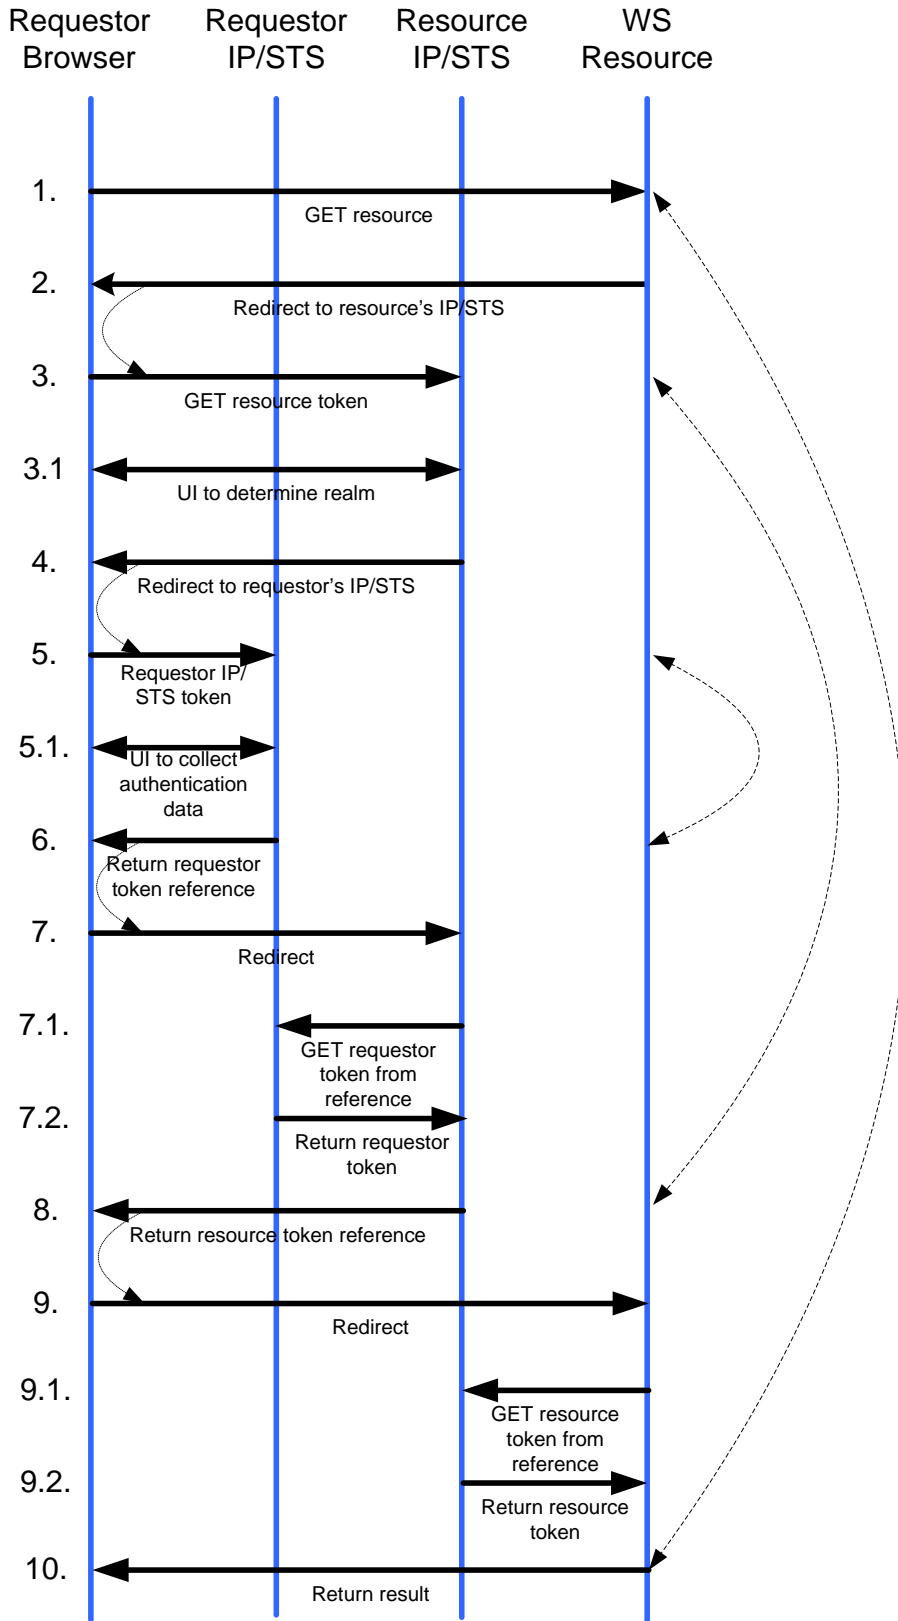 Requestor
Browser
Requestor
IP/STS
Resource
IP/STS
WS
Resource
1.
GET resource
2.
Redirect to resource's IP/STS
3.
GET resource token
3.1
UI to determine realm
4.
Redirect to requestor's IP/STS
5.
Requestor IP/
STS token
5.1.
UI to collect
authentication
data
6.
Return requestor
token reference
7.
Redirect
7.1.
GET requestor
token from
reference
7.2.
Return requestor
token
8.
Return resource token reference
9.
Redirect
9.1.
GET resource
token from
reference
9.2.
Return resource
token
10.
Return result